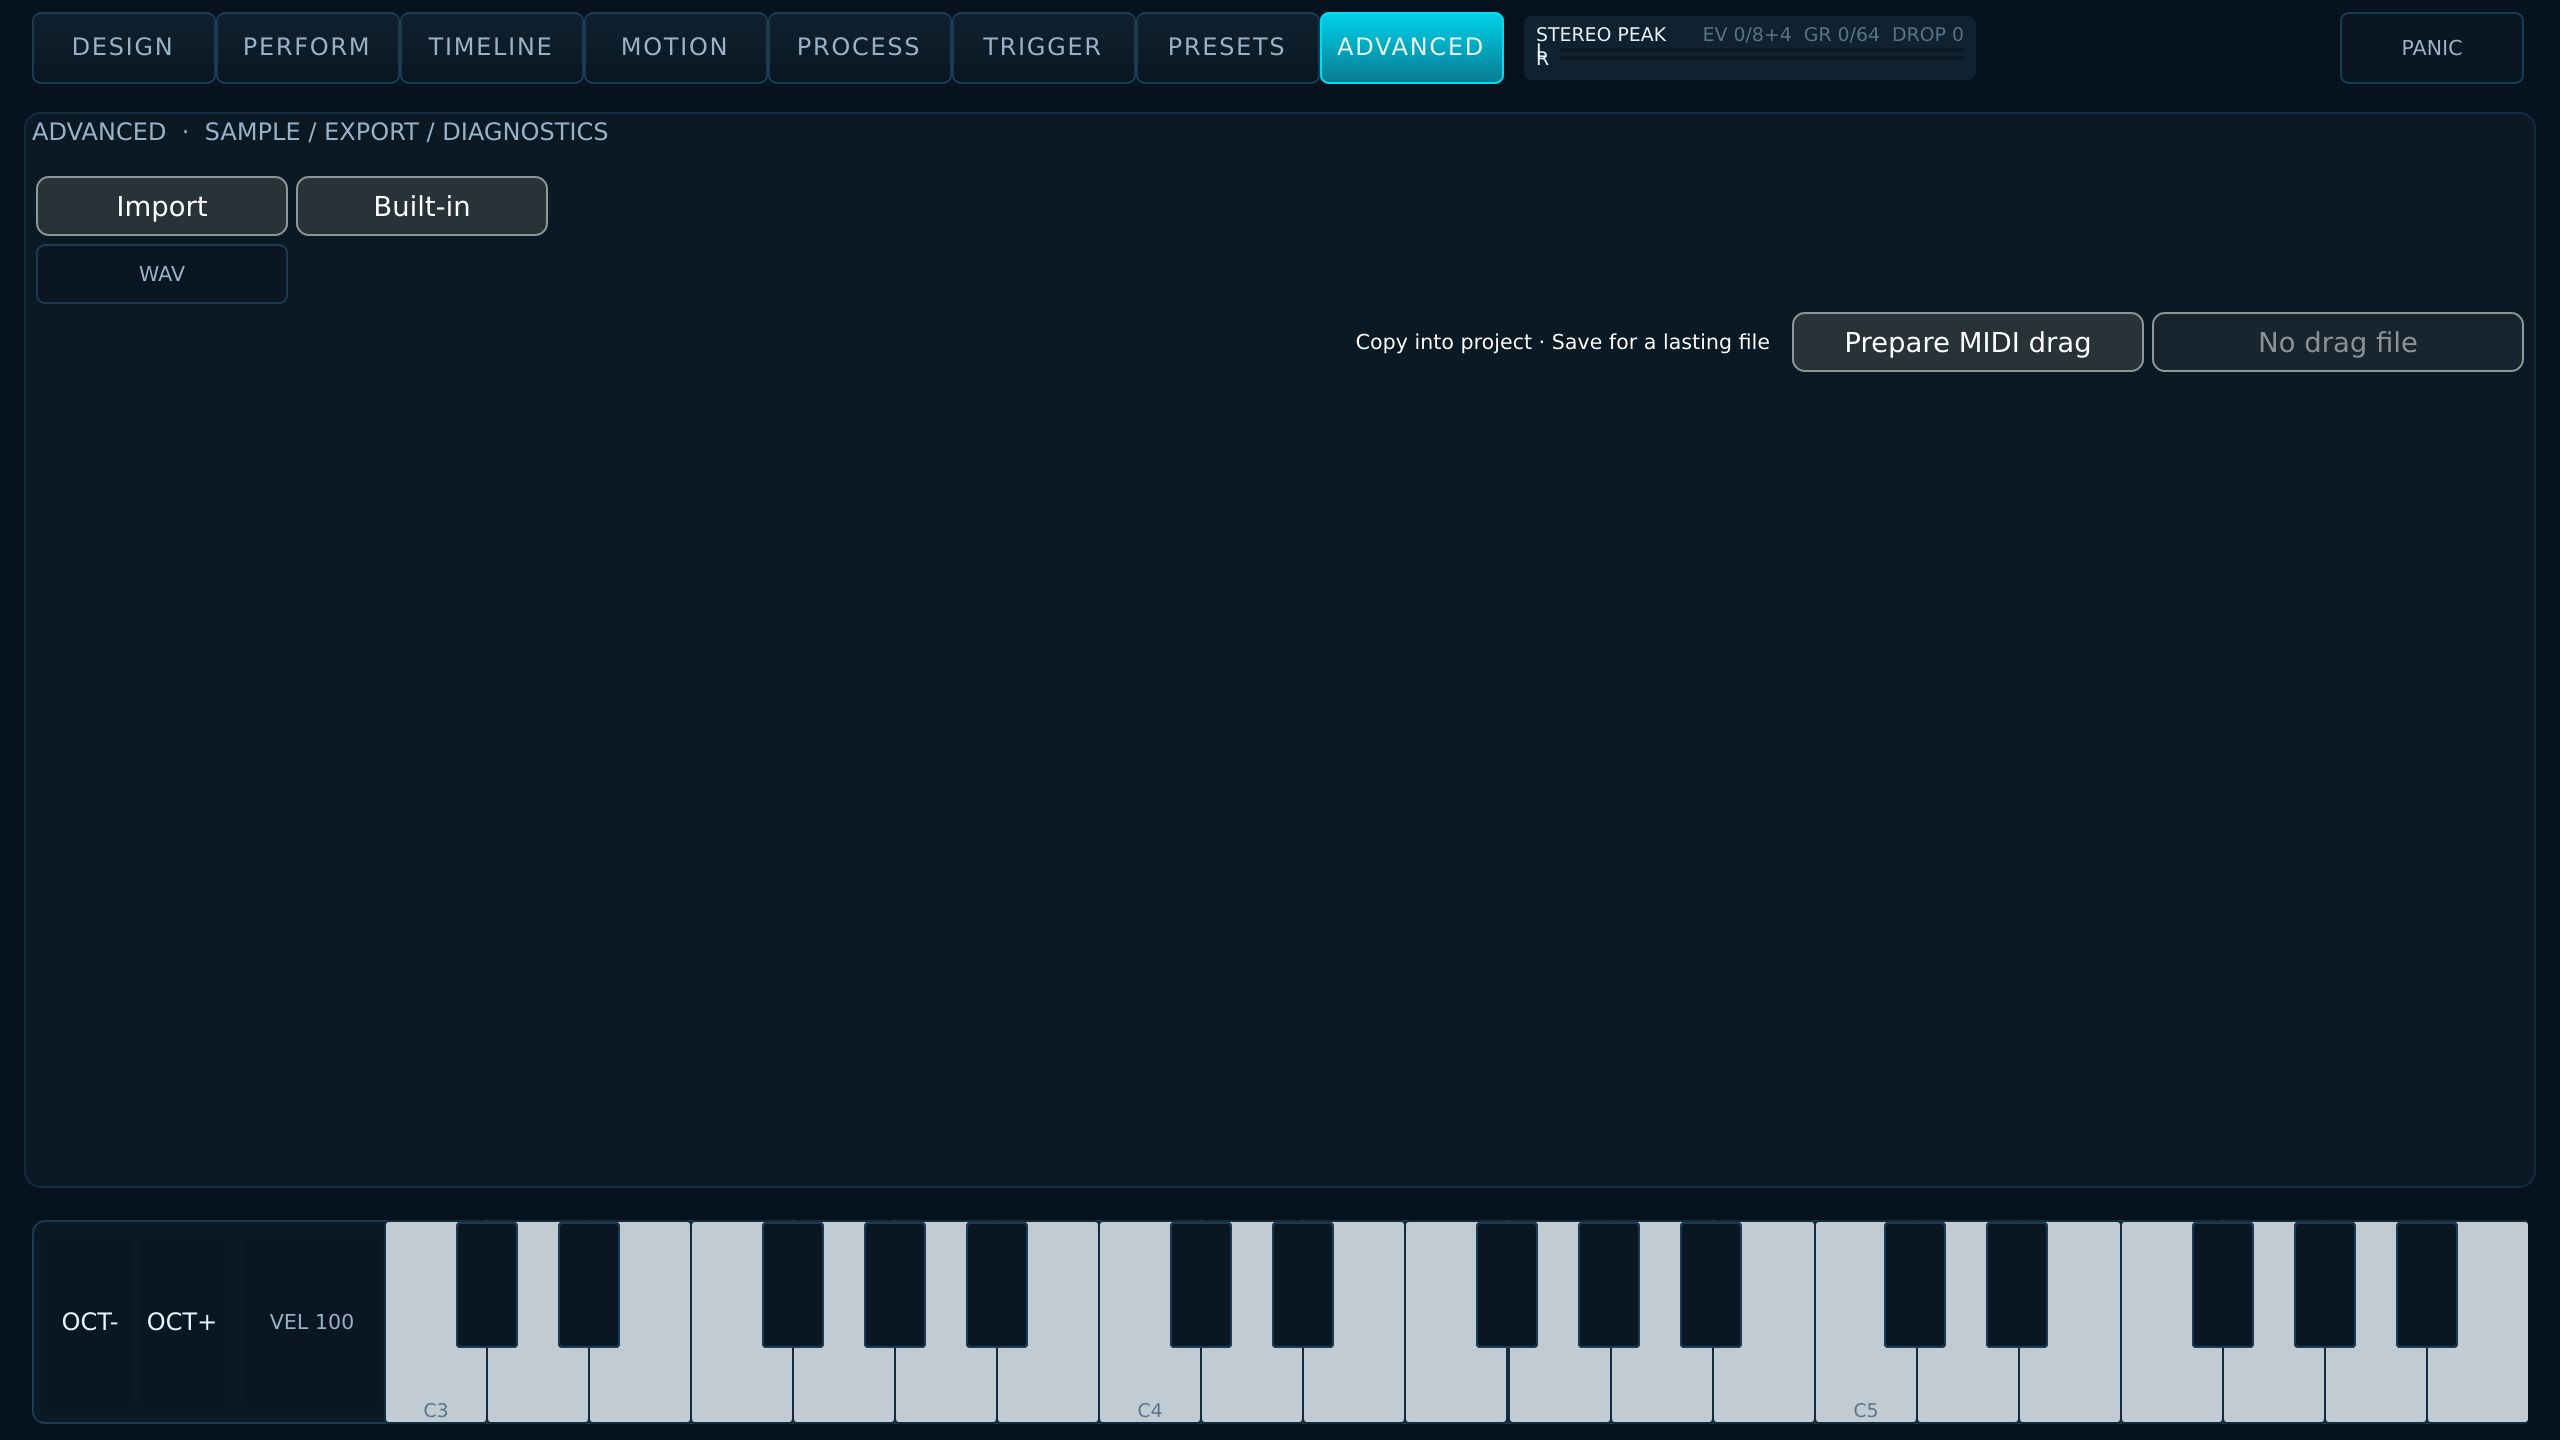 DESIGN PERFORM TIMELINE MOTION PROCESS TRIGGER PRESETS ADVANCED STEREO PEAK EV 0/8+4 GR 0/64 DROP 0 PANIC
L
R
ADVANCED · SAMPLE / EXPORT / DIAGNOSTICS
Import Built-in
WAV
Copy into project · Save for a lasting file Prepare MIDI drag No drag file
OCT- OCT+ VEL 100
C3 C4 C5